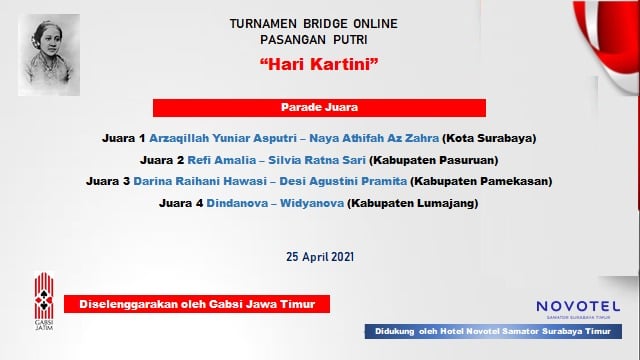 TURNAMEN BRIDGE ONLINE
PASANGAN PUTRI
“Hari Kartini”
Parade Juara
Juara 1 Arzaqillah Yuniar Asputri – Naya Athifah Az Zahra (Kota Surabaya)
Juara 2 Refi Amalia – Silvia Ratna Sari (Kabupaten Pasuruan)
Juara 3 Darina Raihani Hawasi – Desi Agustini Pramita (Kabupaten Pamekasan)
Juara 4 Dindanova – Widyanova (Kabupaten Lumajang)
25 April 2021
GABSI
JATIM
Diselenggarakan oleh Gabsi Jawa Timur
NOVOTEL
SAMATOR SURABAYA TIMUR
Didukung oleh Hotel Novotel Samator Surabaya Timur